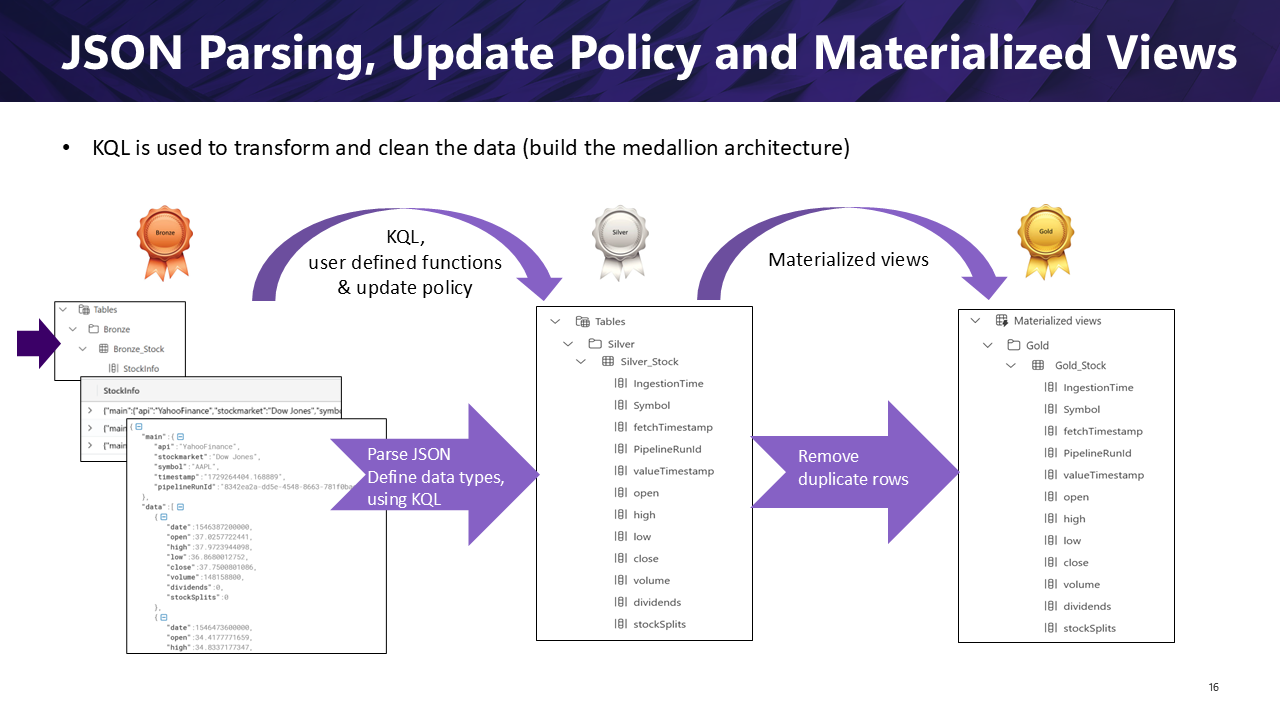 JSON Parsing, Update Policy and Materialized Views
• KQL is used to transform and clean the data (build the medallion architecture)
Bronze
KQL,
user defined functions
& update policy
Silver
Materialized views
Gold
Tables
Bronze
Bronze_Stock
StockInfo
StockInfo
{"main":{"api":"YahooFinance","stockmarket":"Dow Jones","symbo
{"main
{"main
{
"main":{
"api":"YahooFinance",
"stockmarket":"Dow Jones",
"symbol":"AAPL",
"timestamp":"1729264404.168889",
"pipelineRunId":"8342ea2a-dd5e-4548-8663-781f0ba
},
"data":[
{
"date":1546387200000,
"open":37.0257722441,
"high":37.9723944098,
"low":36.8680012752,
"close":37.7500801086,
"volume":148158800,
"dividends":0,
"stockSplits":0
},
{
"date":1546473600000,
"open":34.4177771659,
"high":34.8337177347,
Parse JSON
Define data types,
using KQL
Tables
Silver
Silver_Stock
IngestionTime
Symbol
fetchTimestamp
PipelineRunId
valueTimestamp
open
high
low
close
volume
dividends
stockSplits
Remove
duplicate rows
Materialized views
Gold
Gold_Stock
IngestionTime
Symbol
fetchTimestamp
PipelineRunId
valueTimestamp
open
high
low
close
volume
dividends
stockSplits
16